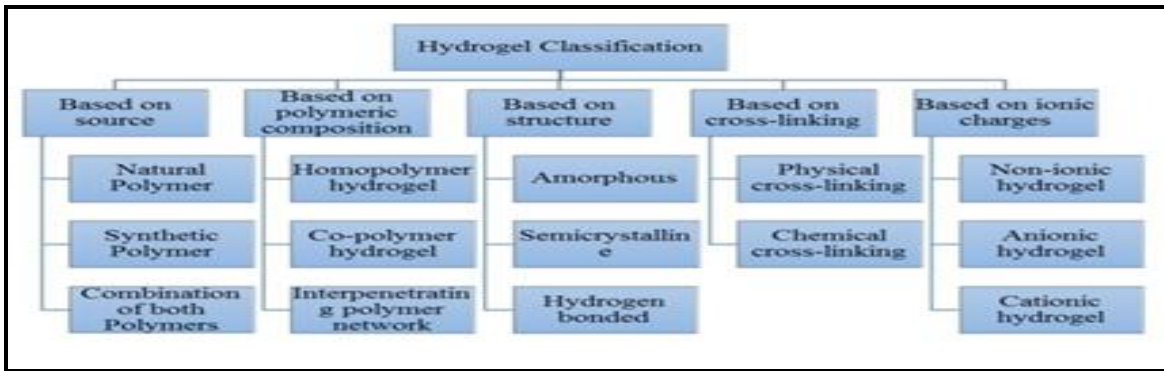 Hydrogel Classification
Based on
source
Based on
polymeric
composition
Based on
structure
Based on
cross-linking
Based on ionic
charges
Natural
Polymer
Homopolymer
hydrogel
Amorphous
Physical
cross-linking
Non-ionic
hydrogel
Synthetic
Polymer
Co-polymer
hydrogel
Semicrystallin
e
Chemical
cross-linking
Anionic
hydrogel
Combination
of both
Polymers
Interpenetratin
g polymer
network
Hydrogen
bonded
Cationic
hydrogel